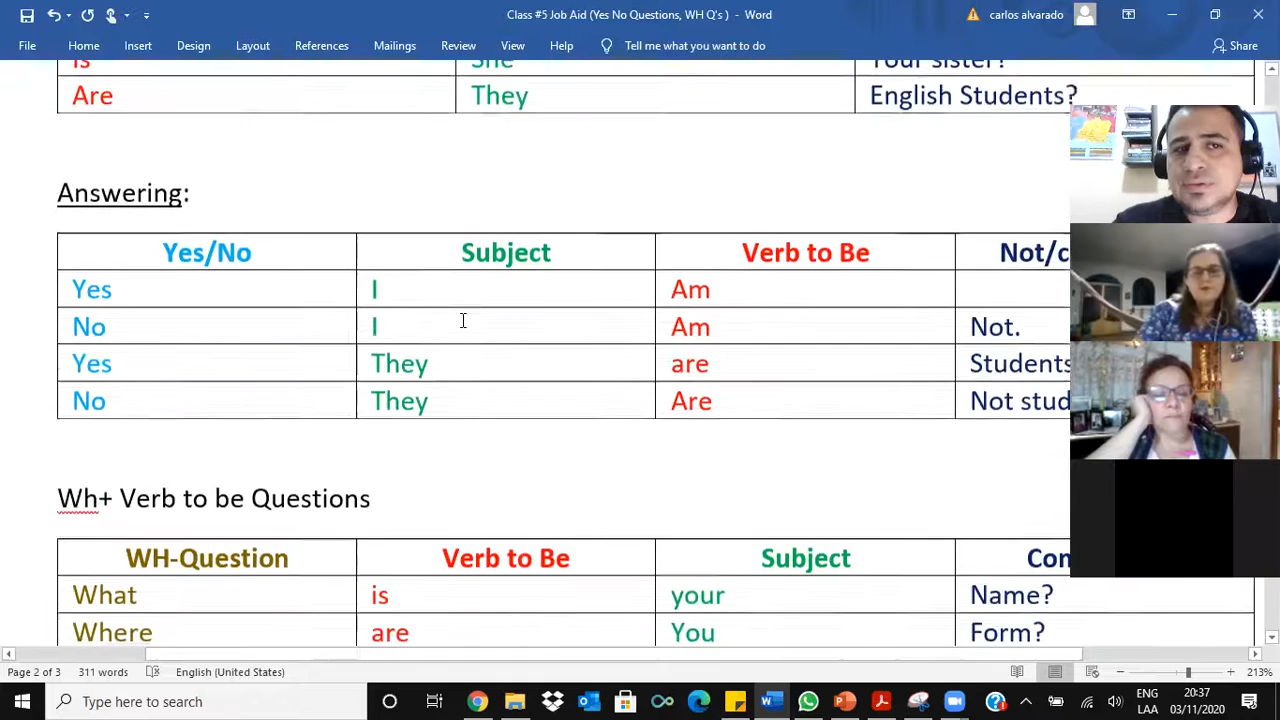 Class #5 Job Aid (Yes No Questions, WH Q's ) - Word
carlos alvarado
File Home Insert Design Layout References Mailings Review View Help Tell me what you want to do Share
Is She Your sister?
Are They English Students?
Answering:
Yes/No Subject Verb to Be Not/c
Yes I Am
No I Am Not.
Yes They are Students
No They Are Not stud
Wh+ Verb to be Questions
WH-Question Verb to Be Subject Con
What is your Name?
Where are You Form?
Page 2 of 3 311 words English (United States) 213%
Type here to search
ENG 20:37
LAA 03/11/2020